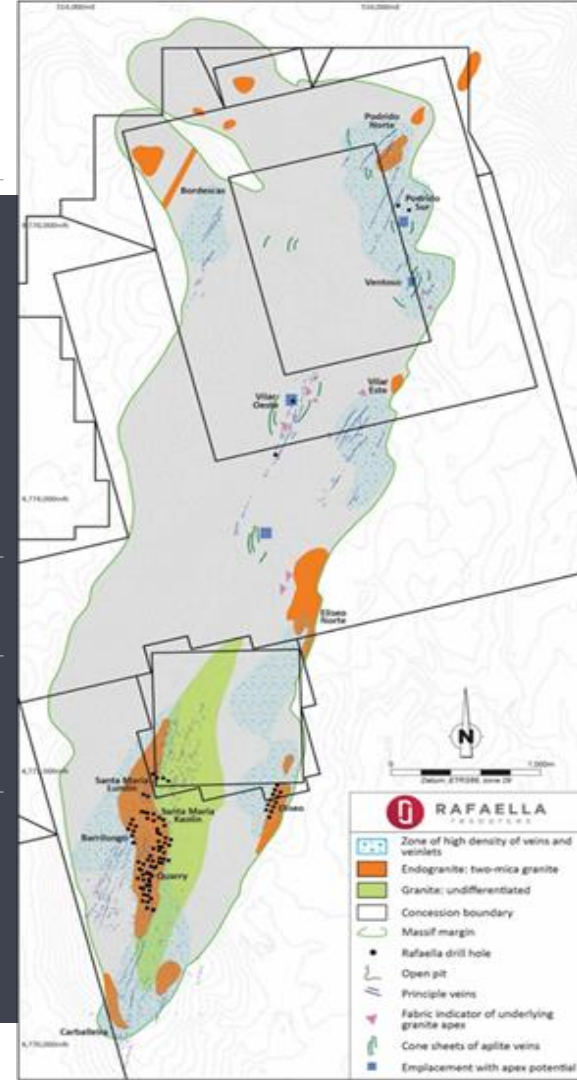 Podrido
Norte
Bordescas
Podrido
Sur
Ventoso
Vilar
Oeste
Vilar
Este
Eliseo
Norte
Santa Maria
Santa Maria
Kaolin
Eliseo
Barrilongo
Quarry
Carballeira
N
0
1,000m
Datum: ETRS89, zone 29
RAFAELLA
RESOURCES
Zone of high density of veins and
veinlets
Endogranite: two-mica granite
Granite: undifferentiated
Concession boundary
Massif margin
Rafaella drill hole
Open pit
Principle veins
Fabric indicator of underlying
granite apex
Cone sheets of aplite veins
Emplacement with apex potential